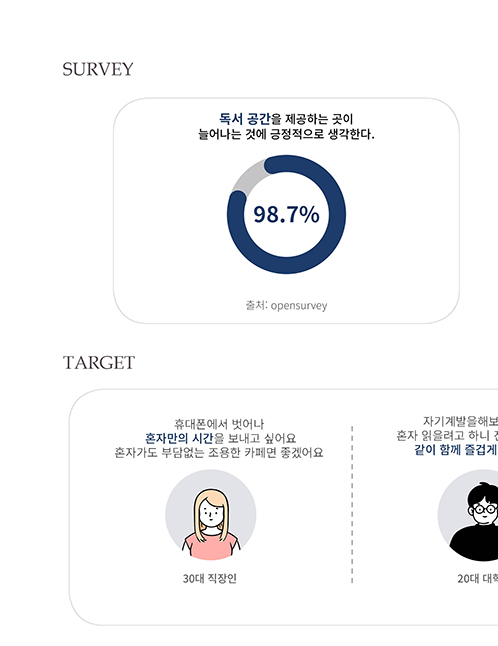 SURVEY
독서 공간을 제공하는 곳이
늘어나는 것에 긍정적으로 생각한다.
98.7%
출처: opensurvey
TARGET
휴대폰에서 벗어나
혼자만의 시간을 보내고 싶어요
혼자가도 부담없는 조용한 카페면 좋겠어요
30대 직장인
자기계발을해보
혼자 읽을려고 하니
같이 함께 즐겁게
20대